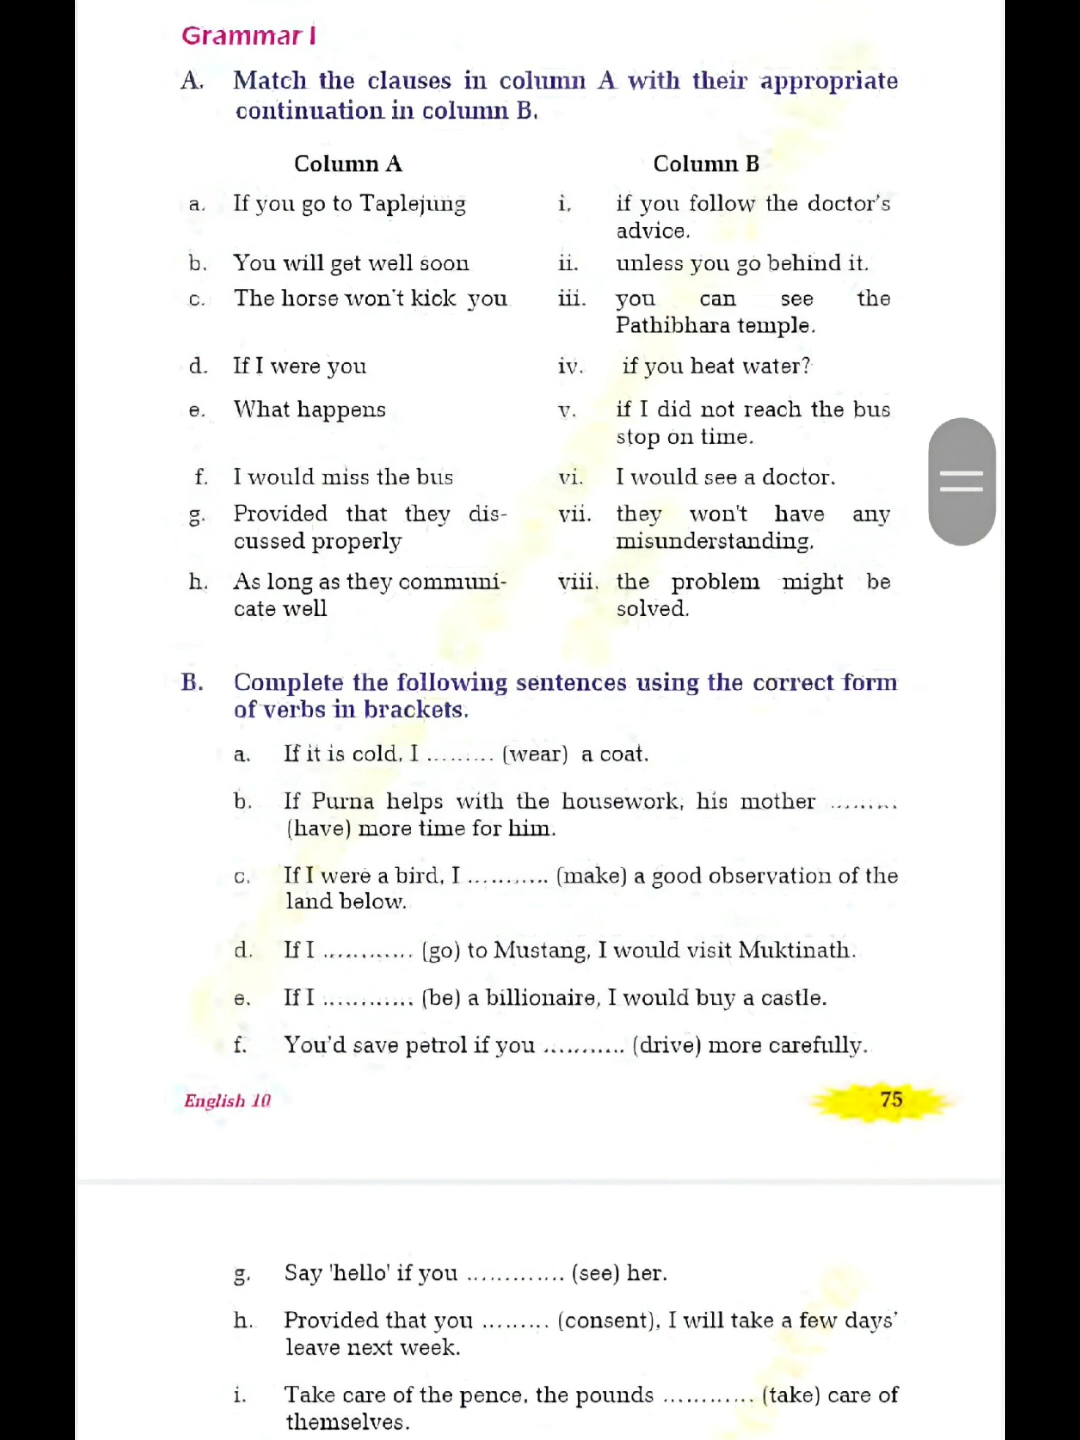 Grammar I
A. Match the clauses in column A with their appropriate
continuation in column B.
Column A Column B
a. If you go to Taplejung i. if you follow the doctor's
advice.
b. You will get well soon ii. unless you go behind it.
c. The horse won't kick you iii. you can see the
Pathibhara temple.
d. If I were you iv. if you heat water?
e. What happens v. if I did not reach the bus
stop on time.
f. I would miss the bus vi. I would see a doctor.
g. Provided that they dis- vii. they won't have any
cussed properly misunderstanding.
h. As long as they communi- viii. the problem might be
cate well solved.
B. Complete the following sentences using the correct form
of verbs in brackets.
a. If it is cold, I ......... (wear) a coat.
b. If Purna helps with the housework, his mother .........
(have) more time for him.
c. If I were a bird, I ........... (make) a good observation of the
land below.
d. If I ............ (go) to Mustang, I would visit Muktinath.
e. If I ............ (be) a billionaire, I would buy a castle.
f. You'd save petrol if you ........... (drive) more carefully.
English 10 75
g. Say 'hello' if you ............. (see) her.
h. Provided that you ......... (consent), I will take a few days'
leave next week.
i. Take care of the pence, the pounds ............ (take) care of
themselves.